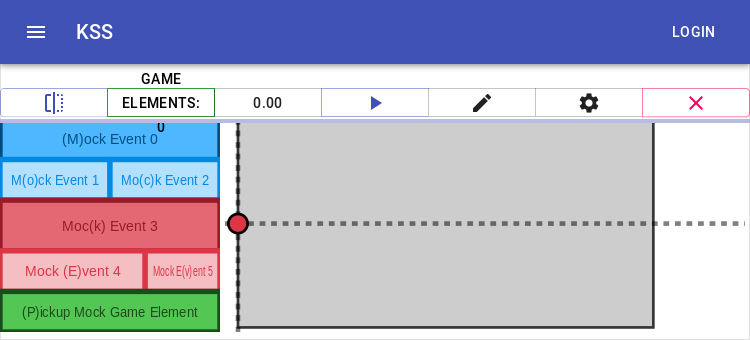 KSS
LOGIN
GAME
ELEMENTS:
0
0.00
(M)ock Event 0
M(o)ck Event 1
Mo(c)k Event 2
Moc(k) Event 3
Mock (E)vent 4
Mock E(v)ent 5
(P)ickup Mock Game Element